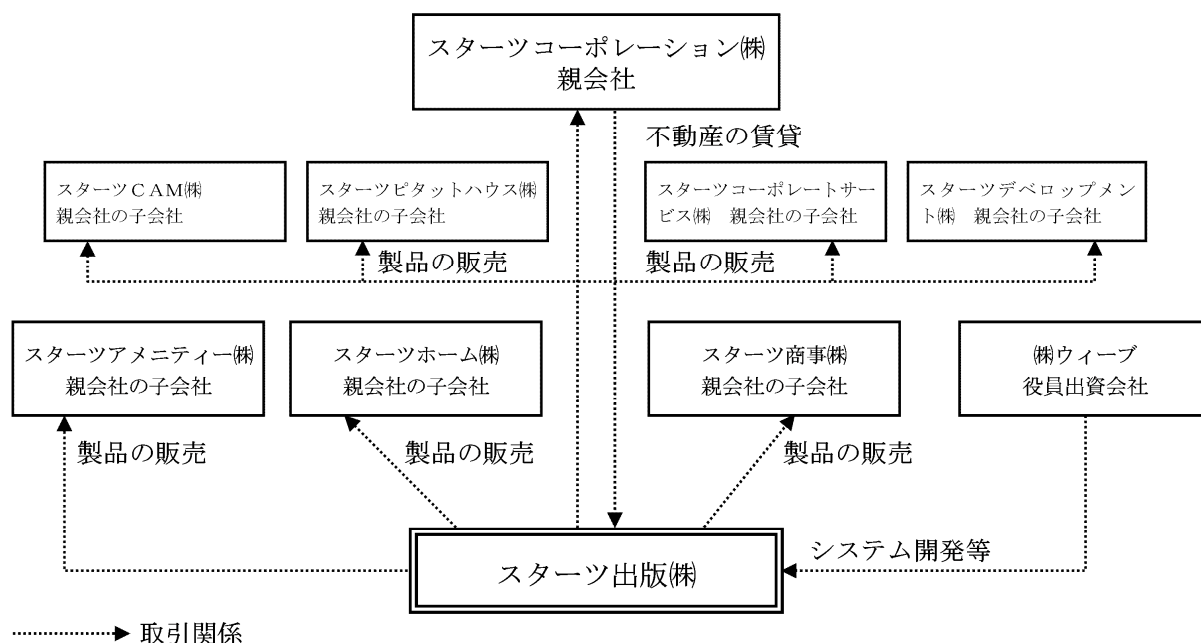 スターツコーポレーション㈱
親会社
不動産の賃貸
スターツＣＡＭ㈱
親会社の子会社
スターツピタットハウス㈱
親会社の子会社
スターツコーポレートサー
ビス㈱　親会社の子会社
スターツデベロップメン
ト㈱　親会社の子会社
製品の販売
製品の販売
スターツアメニティー㈱
親会社の子会社
スターツホーム㈱
親会社の子会社
スターツ商事㈱
親会社の子会社
㈱ウィーブ
役員出資会社
製品の販売
製品の販売
製品の販売
システム開発等
スターツ出版㈱
取引関係